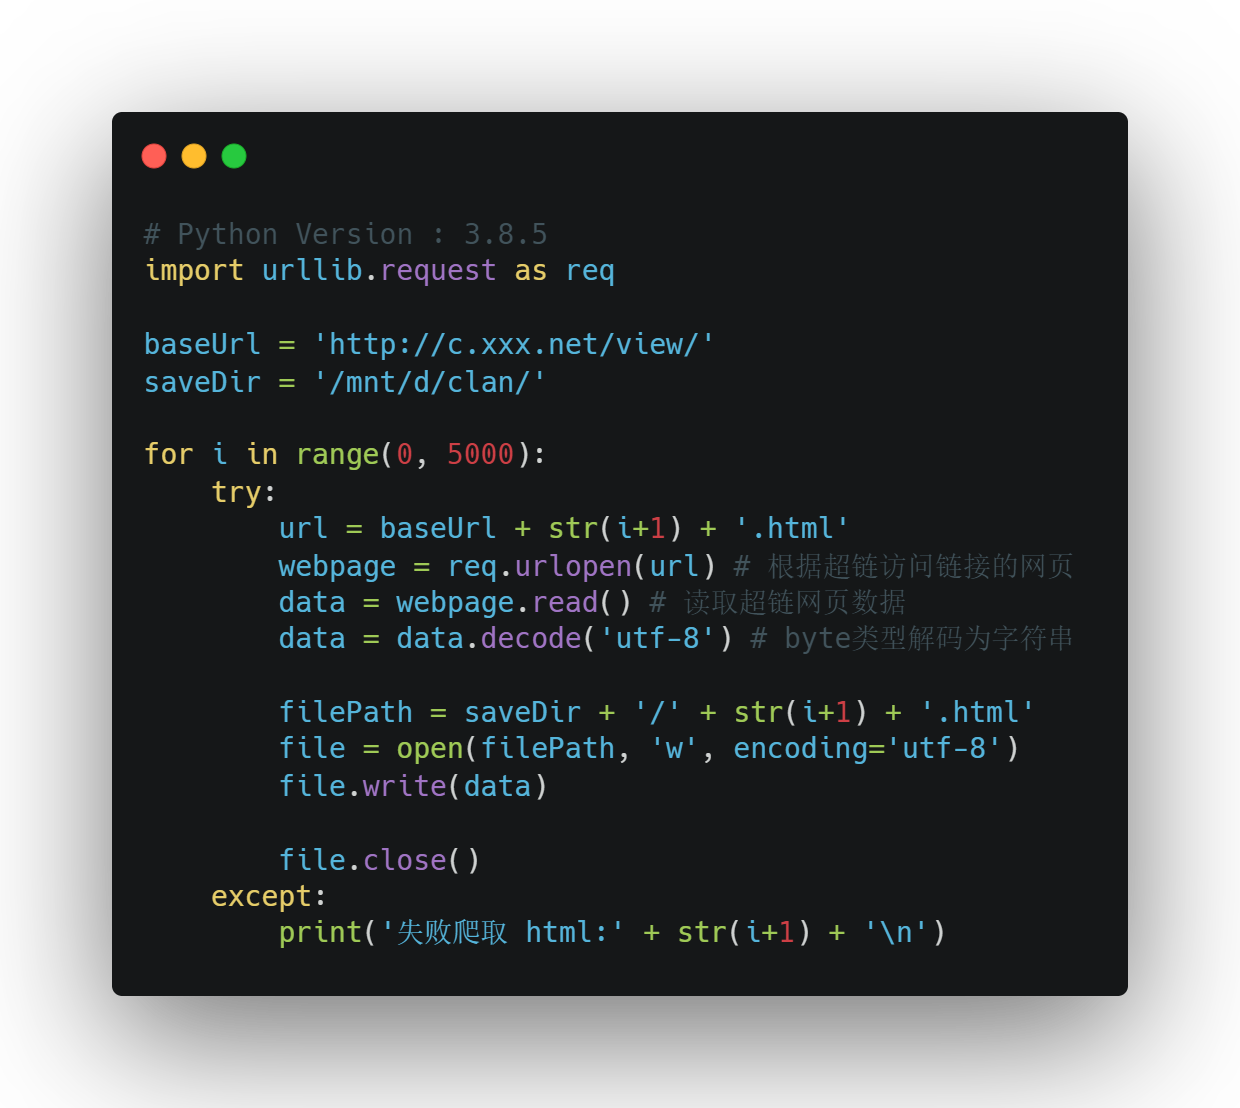 # Python Version : 3.8.5
import urllib.request as req

baseUrl = 'http://c.xxx.net/view/'
saveDir = '/mnt/d/clan/'

for i in range(0, 5000):
    try:
        url = baseUrl + str(i+1) + '.html'
        webpage = req.urlopen(url) # 根据超链访问链接的网页
        data = webpage.read() # 读取超链网页数据
        data = data.decode('utf-8') # byte类型解码为字符串

        filePath = saveDir + '/' + str(i+1) + '.html'
        file = open(filePath, 'w', encoding='utf-8')
        file.write(data)

        file.close()
    except:
        print('失败爬取 html:' + str(i+1) + '\n')